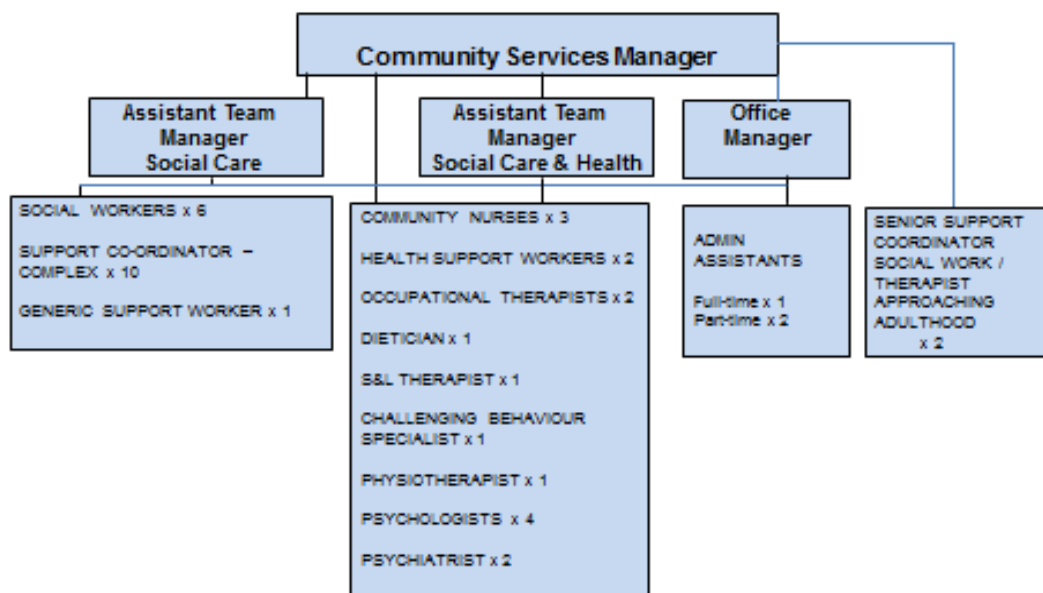 Community Services Manager
Assistant Team
Manager
Social Care
Assistant Team
Manager
Social Care & Health
Office
Manager
SOCIAL WORKERS x 6
SUPPORT CO-ORDINATOR –
COMPLEX x 10
GENERIC SUPPORT WORKER x 1
COMMUNITY NURSES x 3
HEALTH SUPPORT WORKERS x 2
OCCUPATIONAL THERAPISTS x 2
DIETICIAN x 1
S&L THERAPIST x 1
CHALLENGING BEHAVIOUR
SPECIALIST x 1
PHYSIOTHERAPIST x 1
PSYCHOLOGISTS x 4
PSYCHIATRIST x 2
ADMIN
ASSISTANTS
Full-time x 1
Part-time x 2
SENIOR SUPPORT
COORDINATOR
SOCIAL WORK /
THERAPIST
APPROACHING
ADULTHOOD
x 2